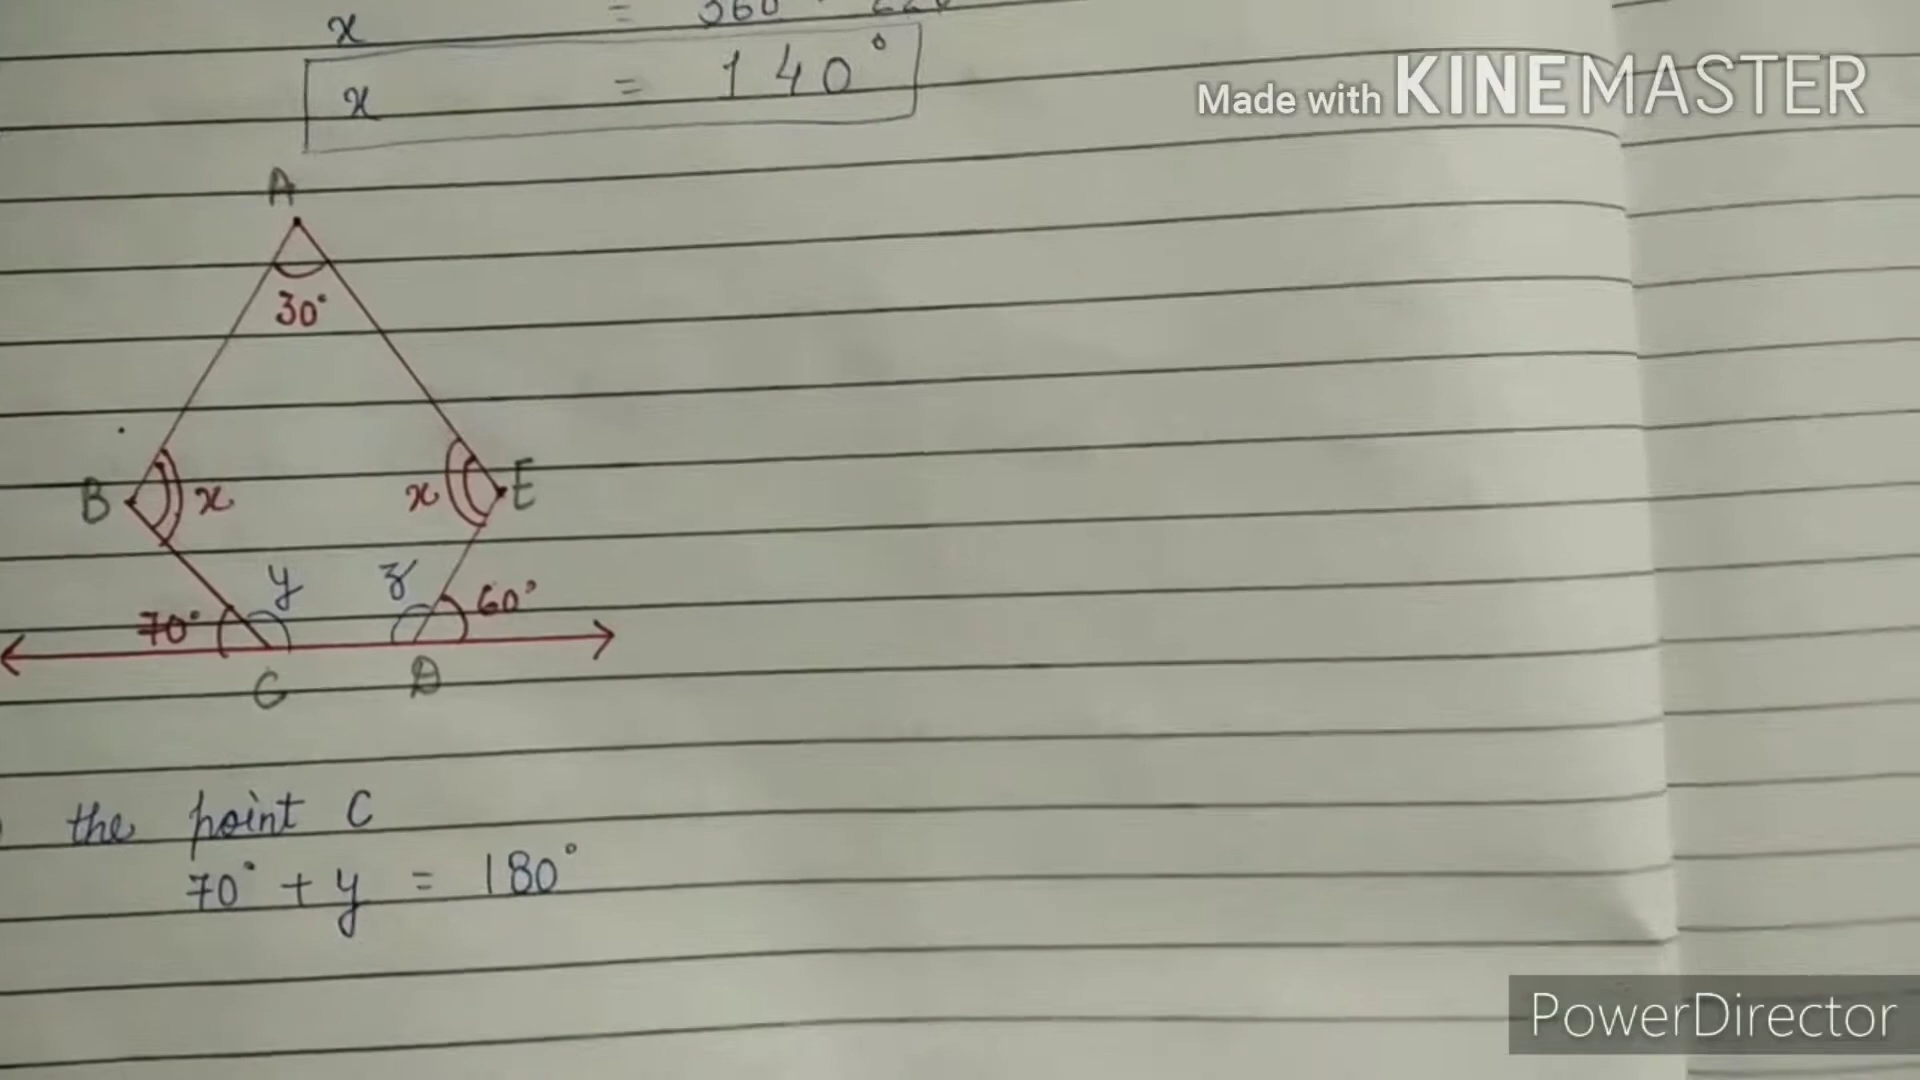 x =
x = 140°
Made with KINEMASTER
A
30°
B x x E
y z
70° 60°
C D
the point C
70° + y = 180°
PowerDirector